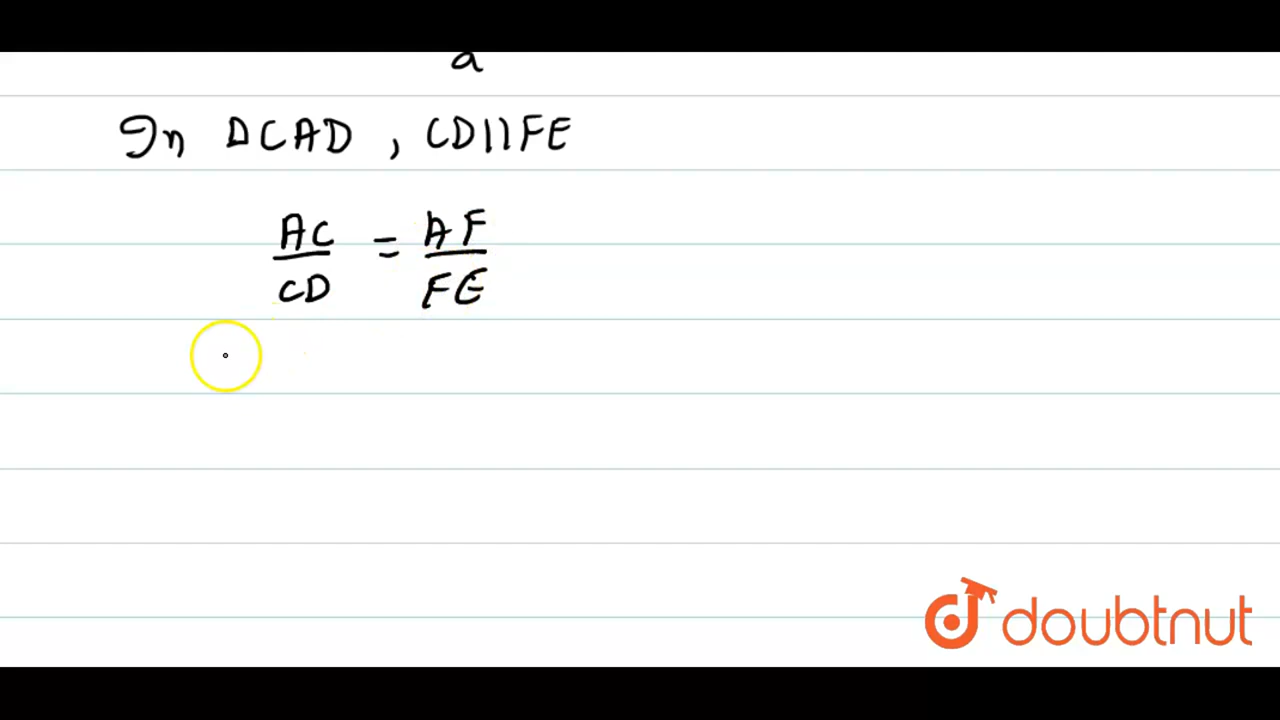 a
In ΔCAD , CD||FE
AC/CD = AF/FE
doubtnut